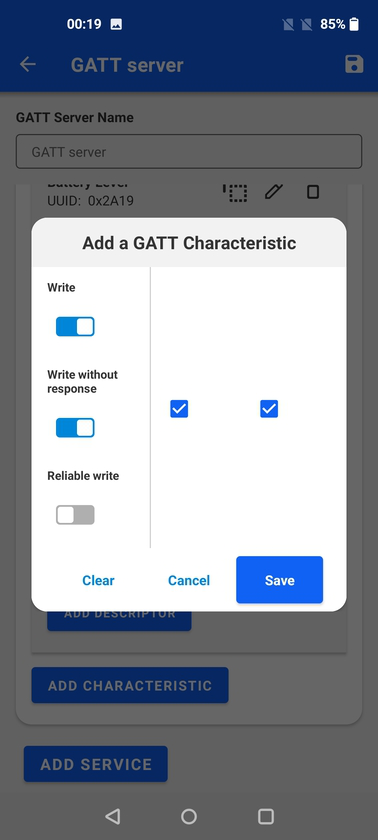 00:19
85%
GATT server
GATT Server Name
GATT server
Battery Level
UUID: 0x2A19
Add a GATT Characteristic
Write
Write without
response
Reliable write
Clear
Cancel
Save
ADD DESCRIPTOR
ADD CHARACTERISTIC
ADD SERVICE